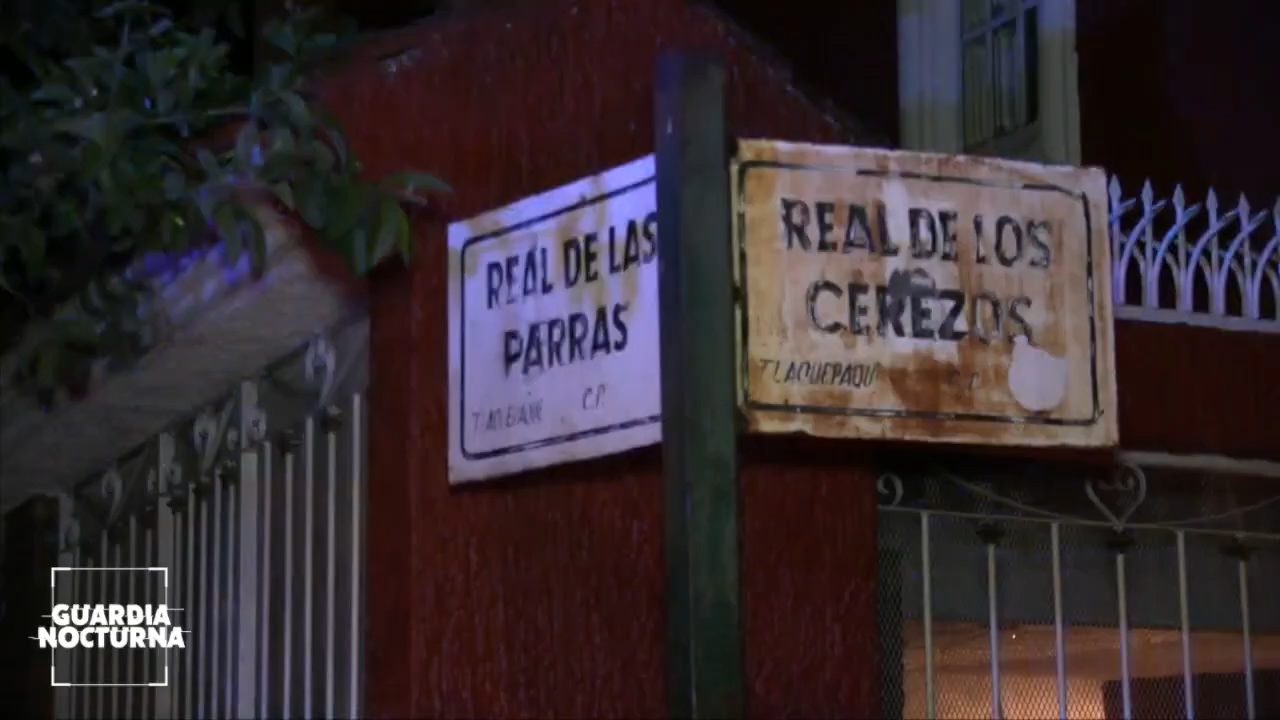 REAL DE LAS
PARRAS
C.P.
REAL DE LOS
CEREZOS
TLAQUEPAQUE
C.P.
GUARDIA
NOCTURNA